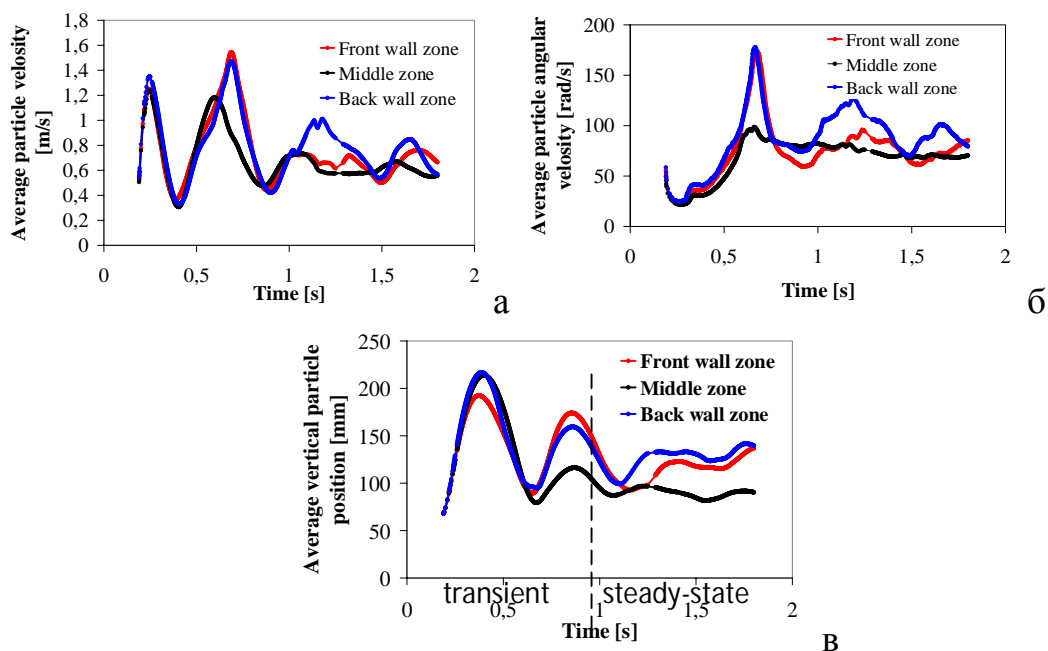 Average particle velosity
[m/s]
1,8
1,6
1,4
1,2
1
0,8
0,6
0,4
0,2
0
0
0,5
1
1,5
2
Time [s]
Front wall zone
Middle zone
Back wall zone
а
Average particle angular
velosity [rad/s]
200
150
100
50
0
0
0,5
1
1,5
2
Time [s]
Front wall zone
Middle zone
Back wall zone
б
Average vertical particle
position [mm]
250
200
150
100
50
0
Front wall zone
Middle zone
Back wall zone
transient
steady-state
0
0,5
1
1,5
2
Time [s]
в